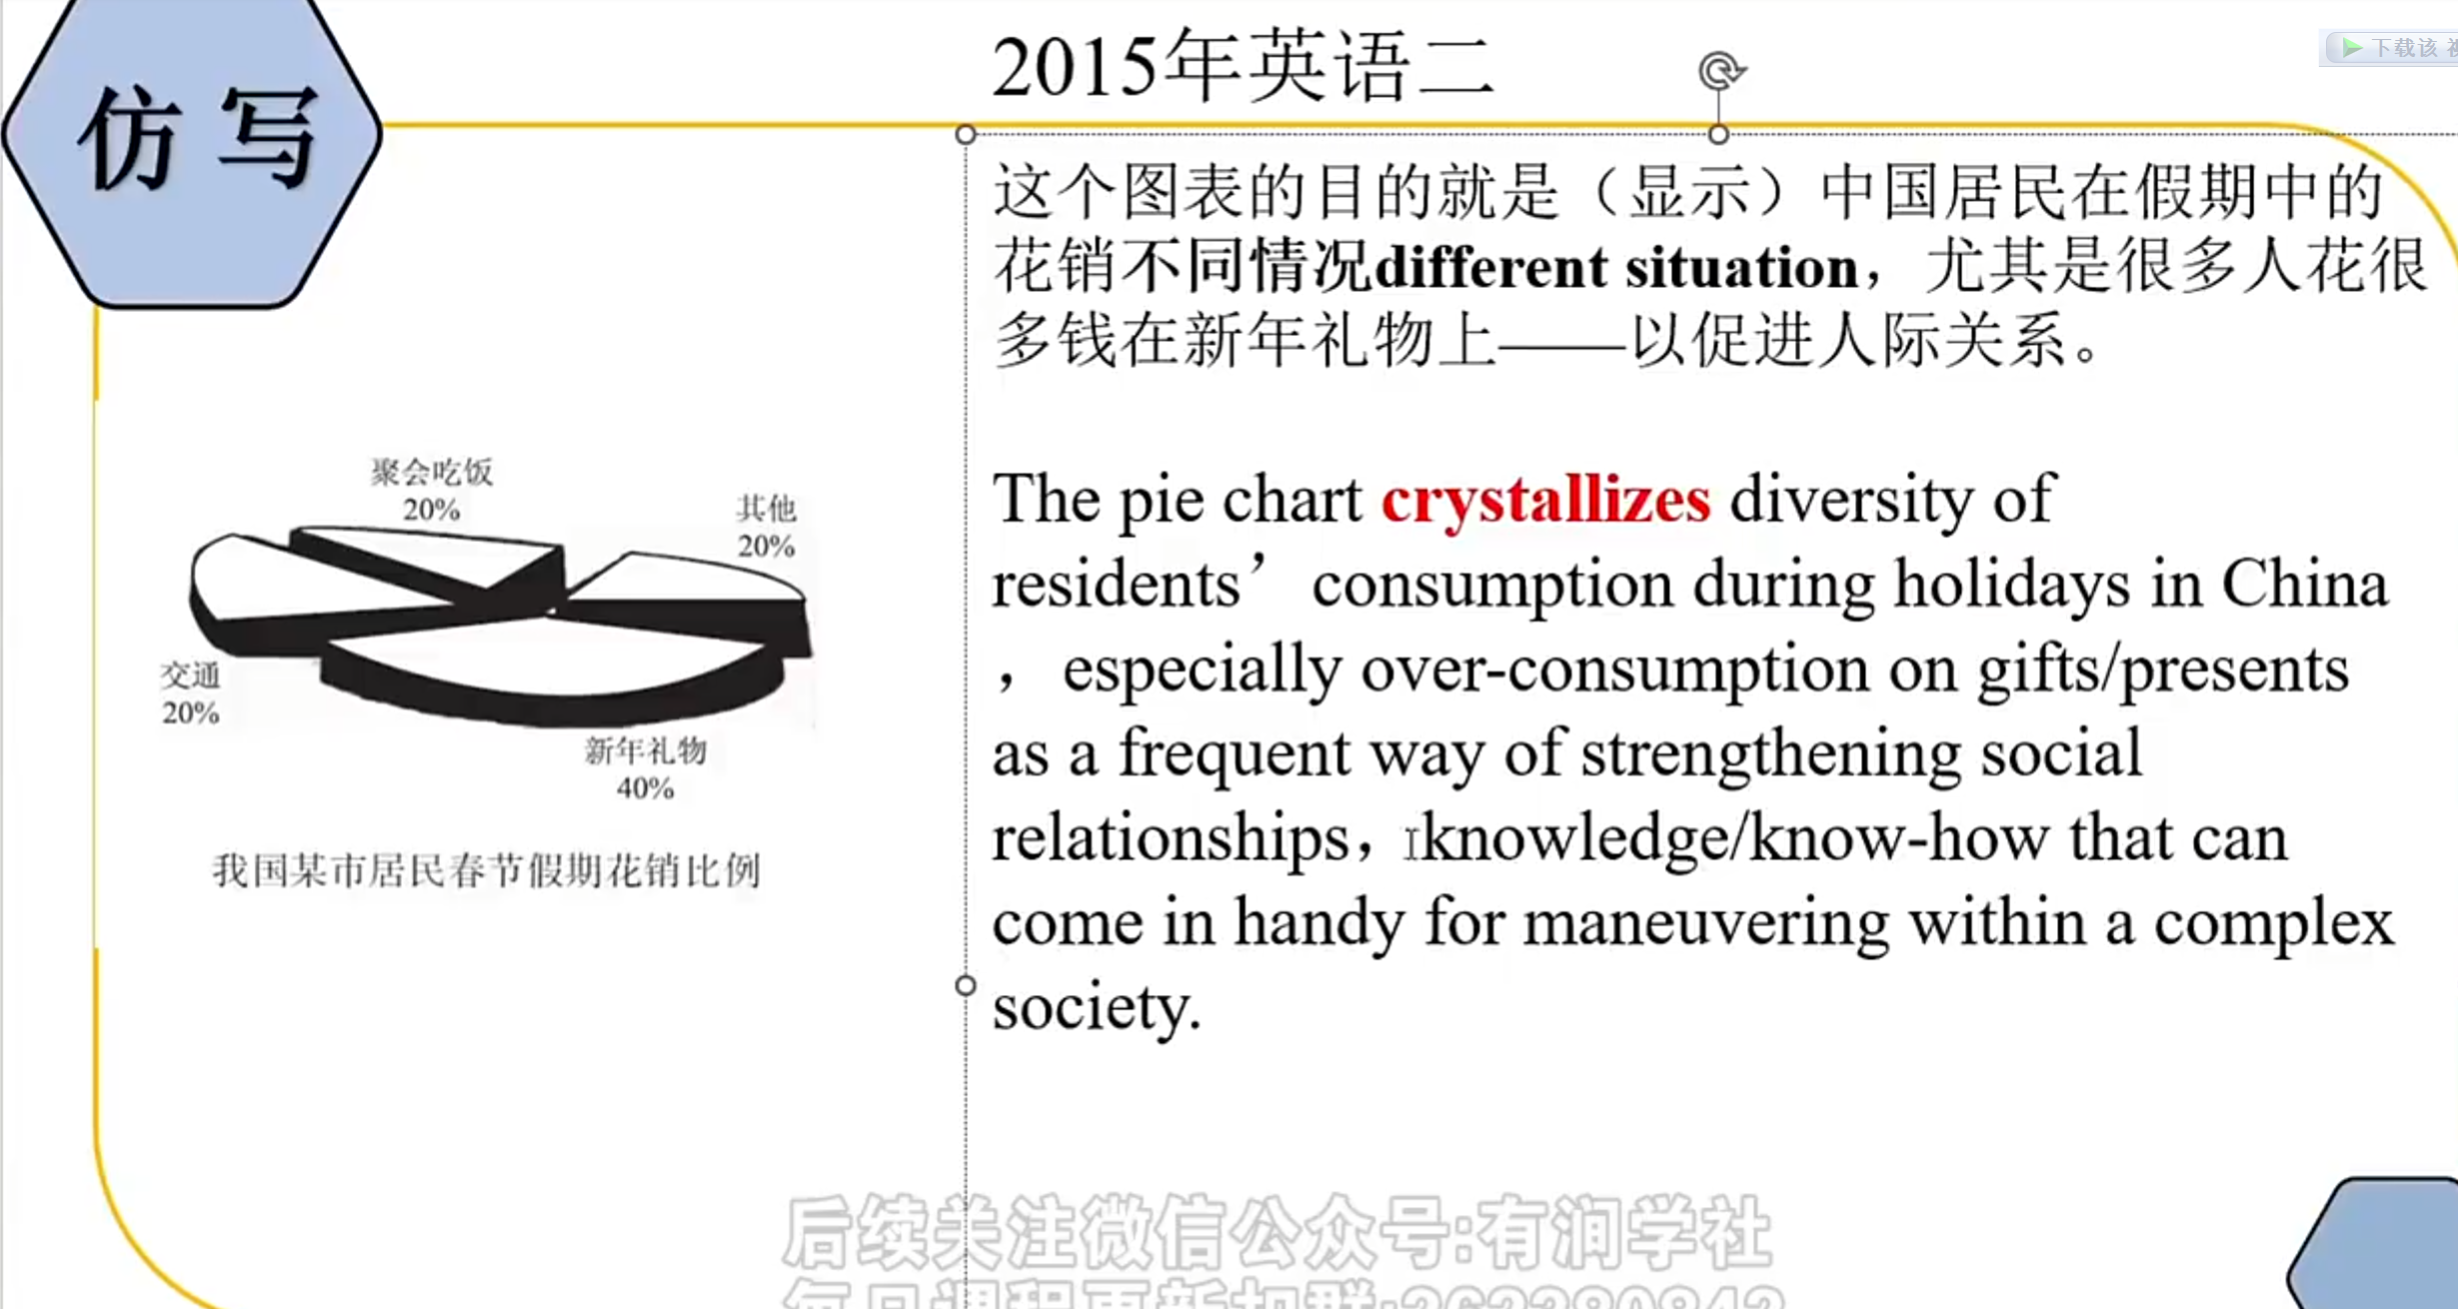 2015年英语二
下载该
仿 写
这个图表的目的就是（显示）中国居民在假期中的
花销不同情况different situation，尤其是很多人花很
多钱在新年礼物上——以促进人际关系。
The pie chart crystallizes diversity of
residents’ consumption during holidays in China
， especially over-consumption on gifts/presents
as a frequent way of strengthening social
relationships，knowledge/know-how that can
come in handy for maneuvering within a complex
society.
聚会吃饭
20%
其他
20%
交通
20%
新年礼物
40%
我国某市居民春节假期花销比例
后续关注微信公众号:有润学社